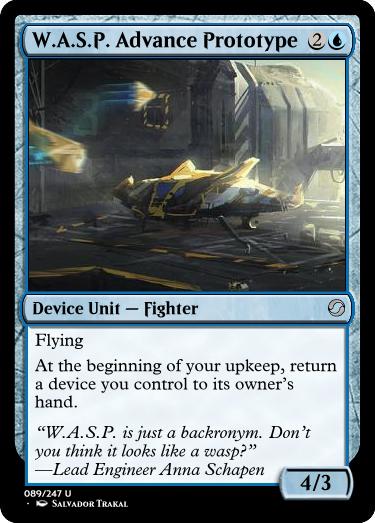 W.A.S.P. Advance Prototype 2
Device Unit — Fighter
Flying
At the beginning of your upkeep, return
a device you control to its owner's
hand.
“W.A.S.P. is just a backronym. Don't
you think it looks like a wasp?”
—Lead Engineer Anna Schapen
4/3
089/247 U
Salvador Trakal